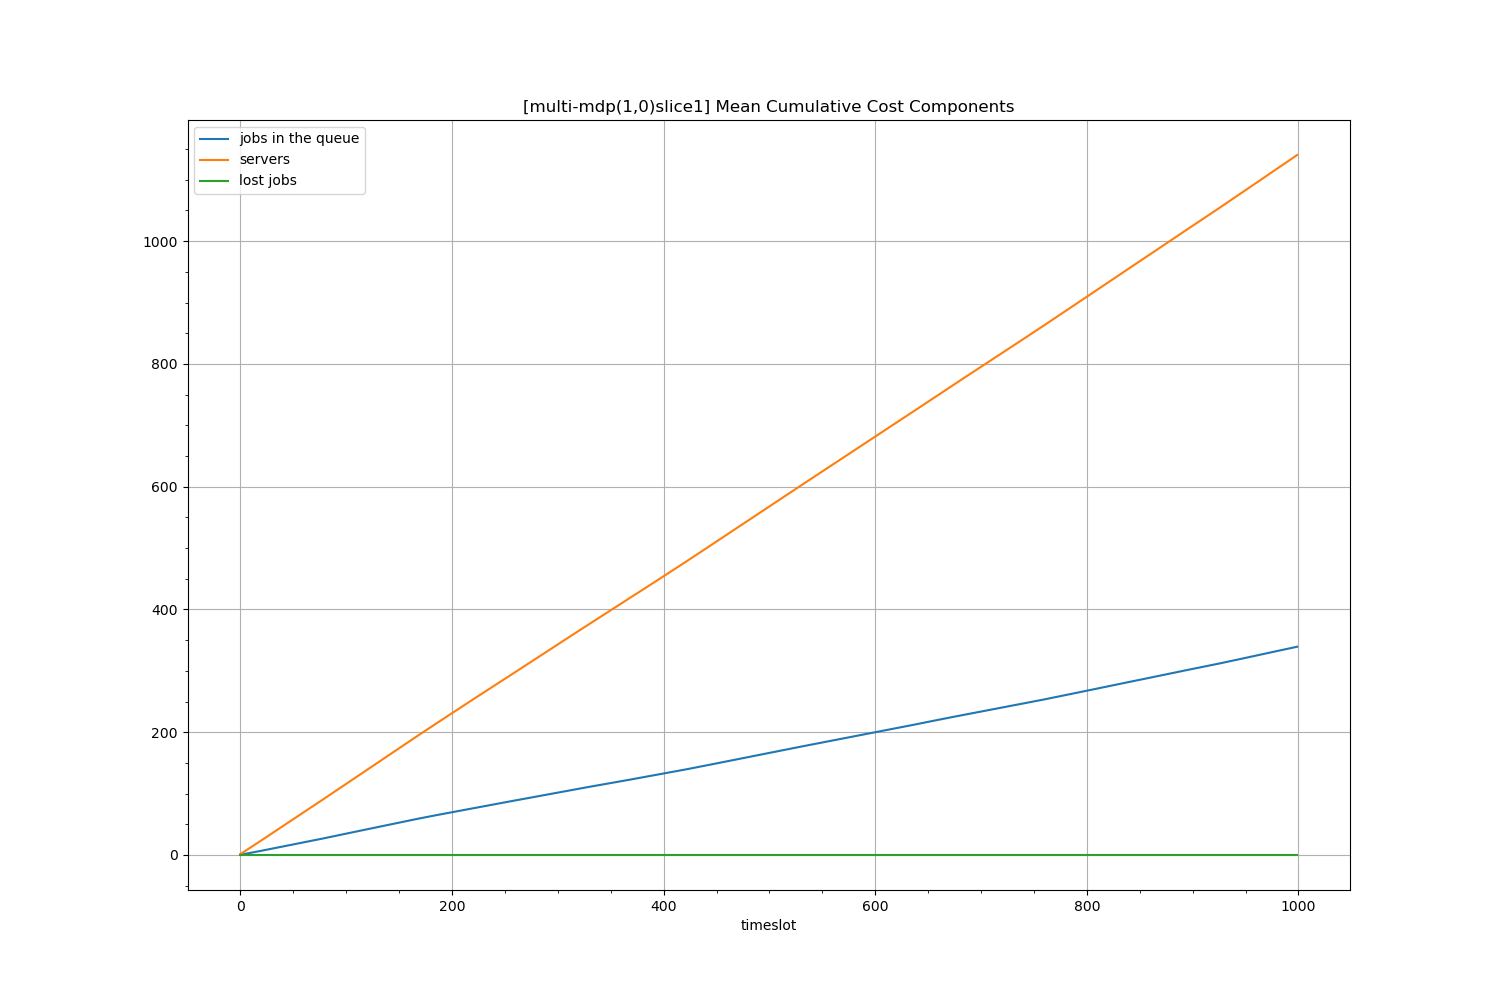 [multi-mdp(1,0)slice1] Mean Cumulative Cost Components
jobs in the queue
servers
lost jobs
1000
800
600
400
200
0
0 200 400 600 800 1000
timeslot